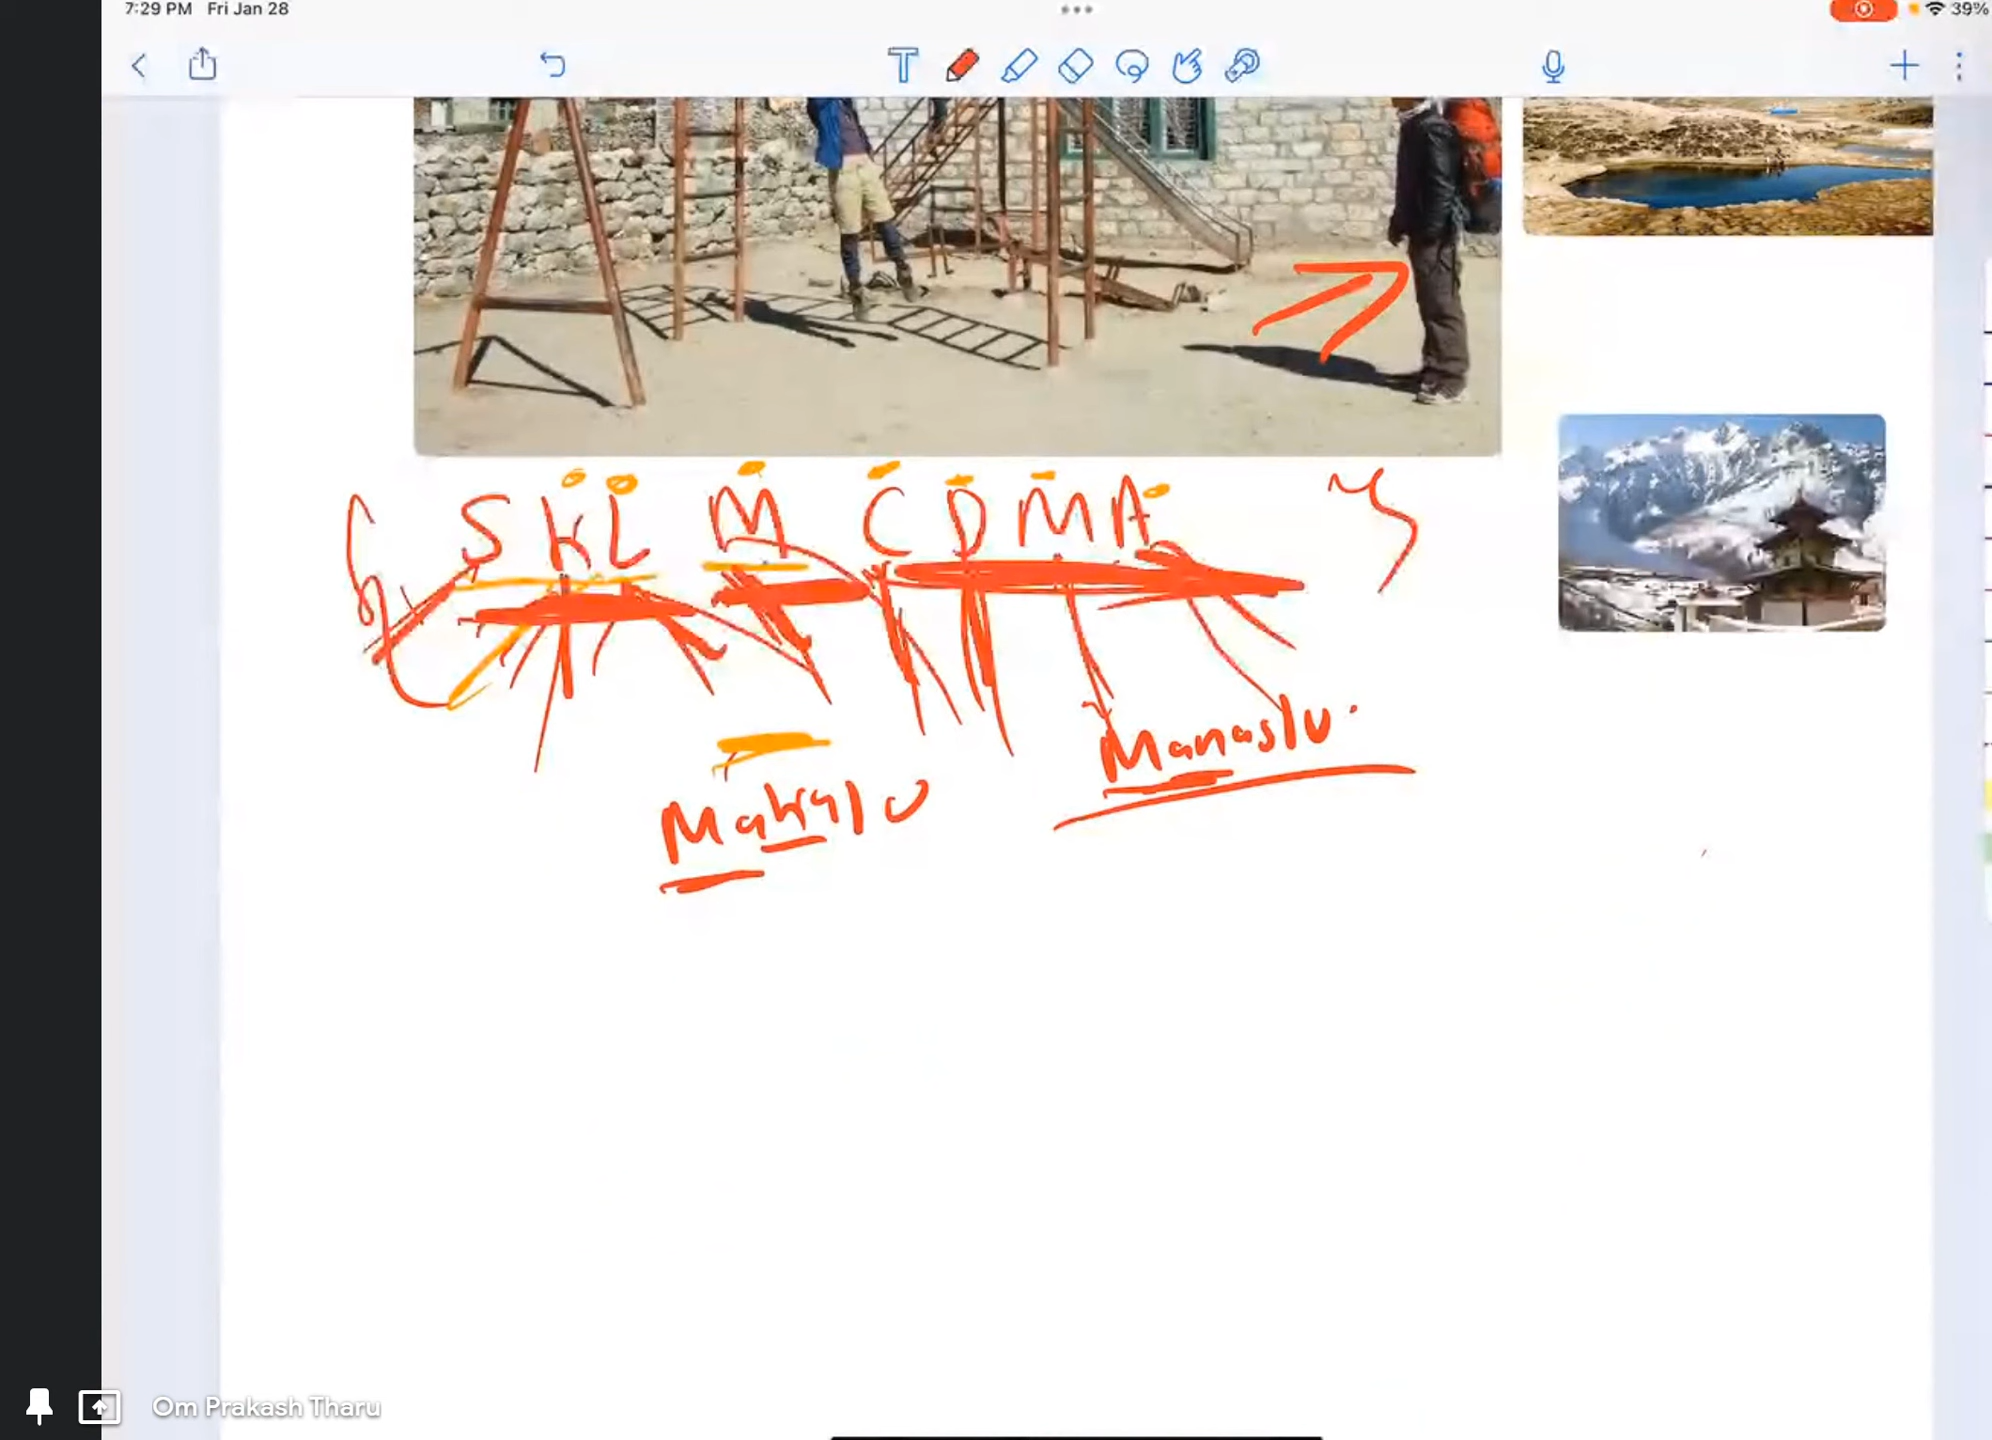 7:29 PM Fri Jan 28
39%
S K L M C D M A
Manaslu.
Makalu
Om Prakash Tharu